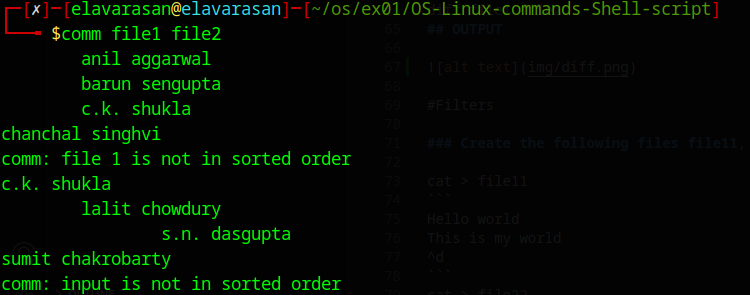 ┌─[✗]─[elavarasan@elavarasan]─[~/os/ex01/OS-Linux-commands-Shell-script]
└──╼ $comm file1 file2
        anil aggarwal
        barun sengupta
        c.k. shukla
chanchal singhvi
comm: file 1 is not in sorted order
c.k. shukla
        lalit chowdury
                s.n. dasgupta
sumit chakrobarty
comm: input is not in sorted order
65 ## OUTPUT
66
67 ![alt text](img/diff.png)
68
69 #Filters
70
71 ### Create the following files file11,
72
73 cat > file11
74 ```
75 Hello world
76 This is my world
77 ^d
78 ```